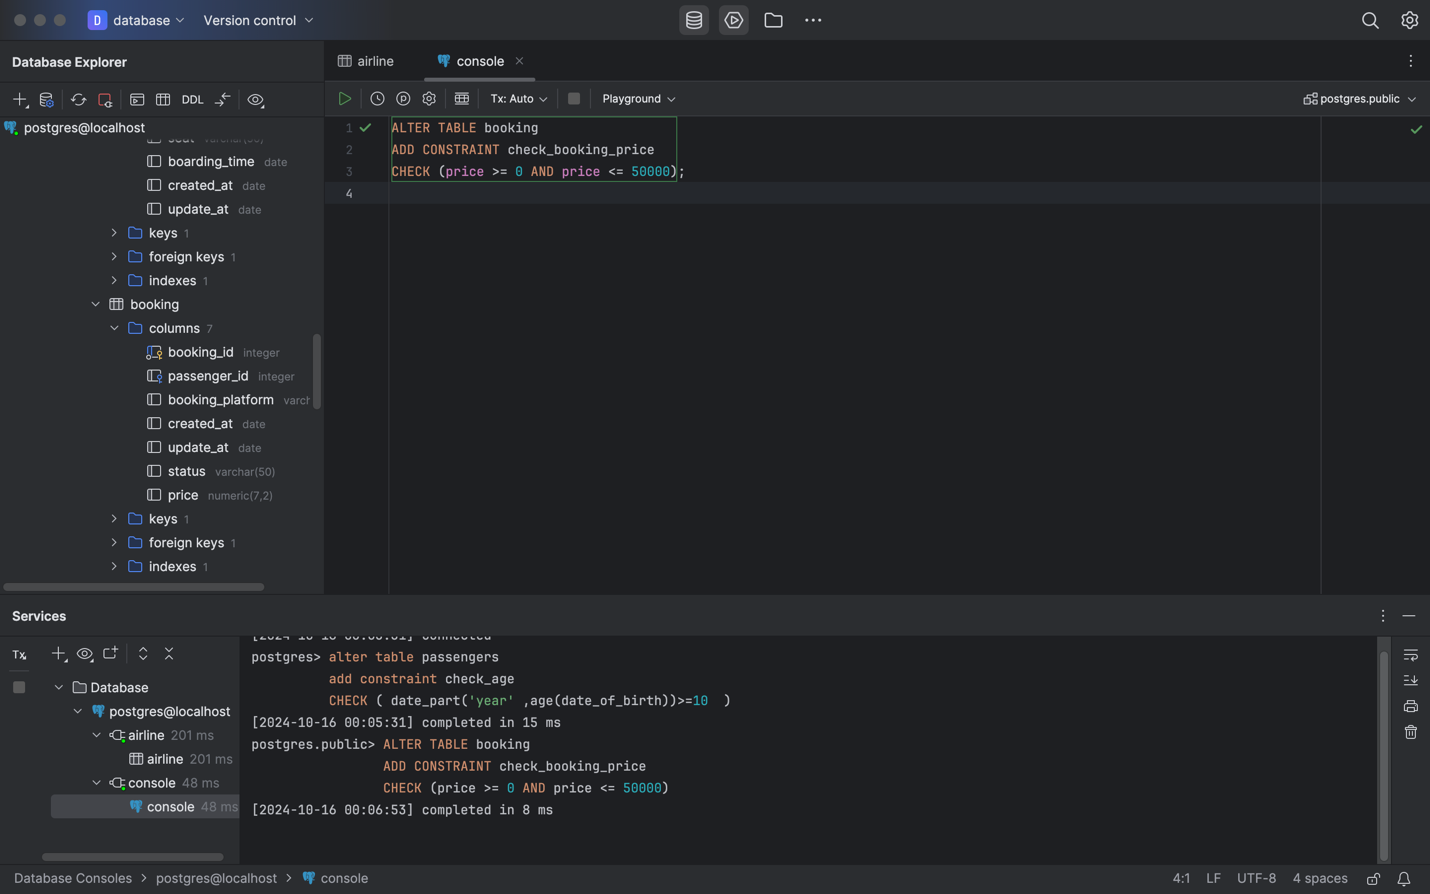 D database Version control
Database Explorer
airline
console
DDL
Tx: Auto
Playground
postgres.public
postgres@localhost
seat varchar(50)
boarding_time date
created_at date
update_at date
keys 1
foreign keys 1
indexes 1
booking
columns 7
booking_id integer
passenger_id integer
booking_platform varch
created_at date
update_at date
status varchar(50)
price numeric(7,2)
keys 1
foreign keys 1
indexes 1
1 ALTER TABLE booking
2 ADD CONSTRAINT check_booking_price
3 CHECK (price >= 0 AND price <= 50000);
4
Services
Tx
Database
postgres@localhost
airline 201 ms
airline 201 ms
console 48 ms
console 48 ms
connected
postgres> alter table passengers
add constraint check_age
CHECK ( date_part('year' ,age(date_of_birth))>=10 )
[2024-10-16 00:05:31] completed in 15 ms
postgres.public> ALTER TABLE booking
ADD CONSTRAINT check_booking_price
CHECK (price >= 0 AND price <= 50000)
[2024-10-16 00:06:53] completed in 8 ms
Database Consoles > postgres@localhost > console
4:1 LF UTF-8 4 spaces